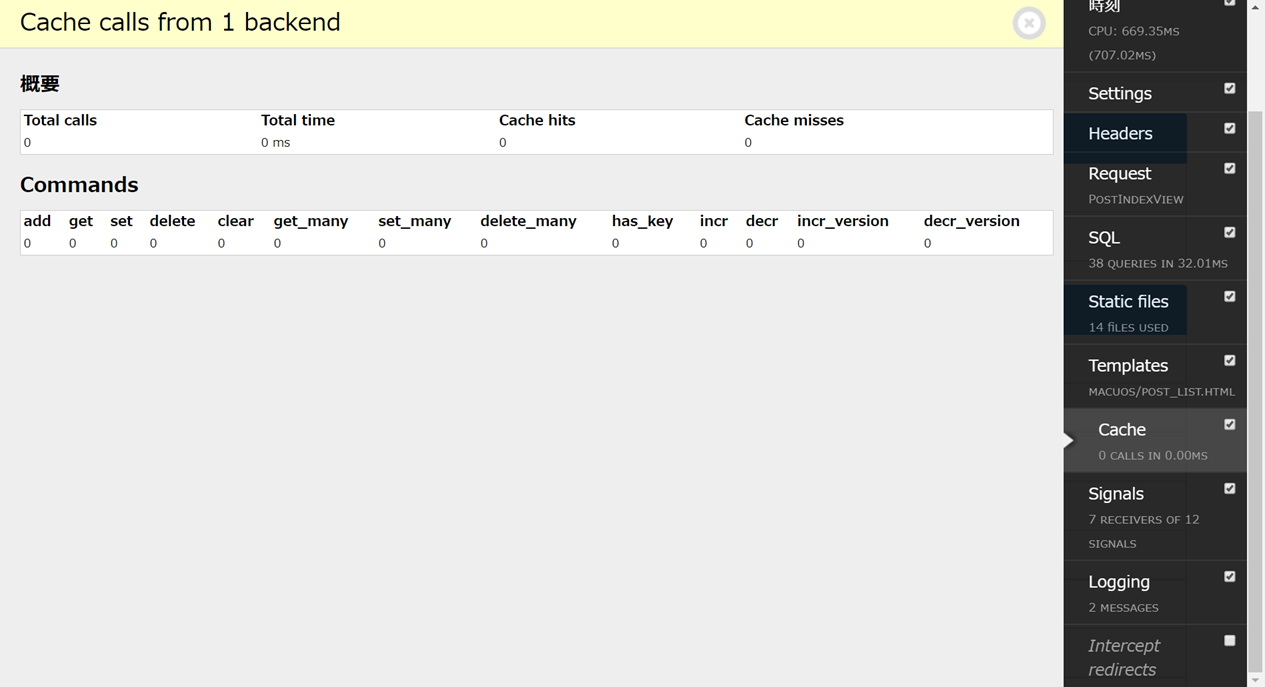 Cache calls from 1 backend
概要
Total calls Total time Cache hits Cache misses
0 0 ms 0 0
Commands
add get set delete clear get_many set_many delete_many has_key incr decr incr_version decr_version
0 0 0 0 0 0 0 0 0 0 0 0 0
時刻
CPU: 669.35MS
(707.02MS)
Settings
Headers
Request
POSTINDEXVIEW
SQL
38 QUERIES IN 32.01MS
Static files
14 fiLES USED
Templates
MACUOS/POST_LIST.HTML
Cache
0 CALLS IN 0.00MS
Signals
7 RECEIVERS OF 12
SIGNALS
Logging
2 MESSAGES
Intercept
redirects